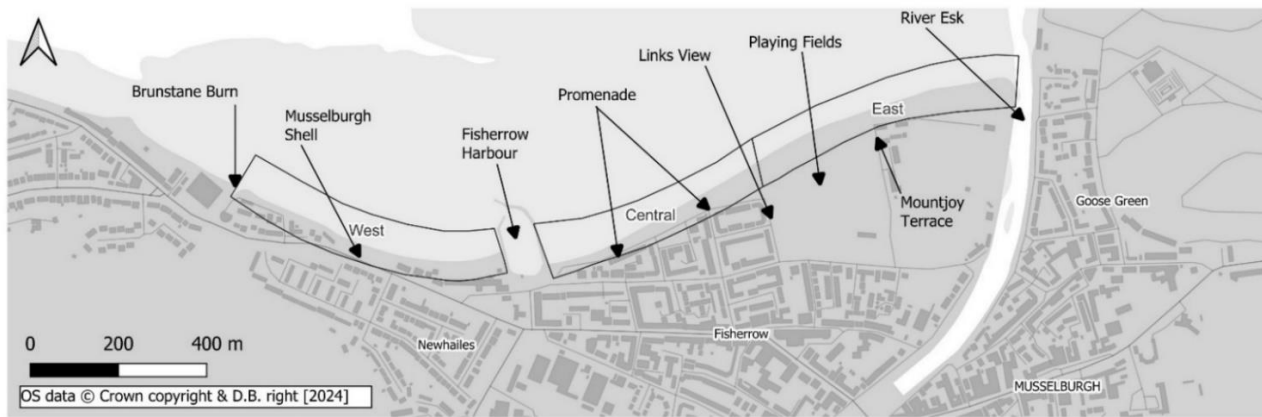 River Esk
Playing Fields
Links View
Brunstane Burn
Promenade
Musselburgh
Shell
Fisherrow
Harbour
East
Central
West
Mountjoy
Terrace
Goose Green
Fisherrow
Newhailes
MUSSELBURGH
0 200 400 m
OS data © Crown copyright & D.B. right [2024]